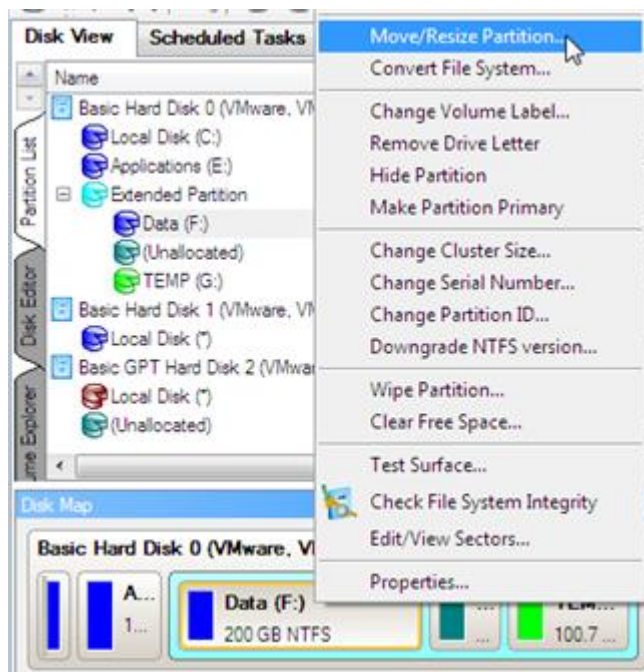 Disk View
Scheduled Tasks
Name
Basic Hard Disk 0 (VMware, VM
Local Disk (C:)
Applications (E:)
Extended Partition
Data (F:)
(Unallocated)
TEMP (G:)
Basic Hard Disk 1 (VMware, VM
Local Disk (*)
Basic GPT Hard Disk 2 (VMwar
Local Disk (*)
(Unallocated)
Partition List
Disk Editor
ume Explorer
Move/Resize Partition...
Convert File System...
Change Volume Label...
Remove Drive Letter
Hide Partition
Make Partition Primary
Change Cluster Size...
Change Serial Number...
Change Partition ID...
Downgrade NTFS version...
Wipe Partition...
Clear Free Space...
Test Surface...
Check File System Integrity
Edit/View Sectors...
Properties...
Disk Map
Basic Hard Disk 0 (VMware, V
A...
1...
Data (F:)
200 GB NTFS
...
...
TEM...
100.7 ...